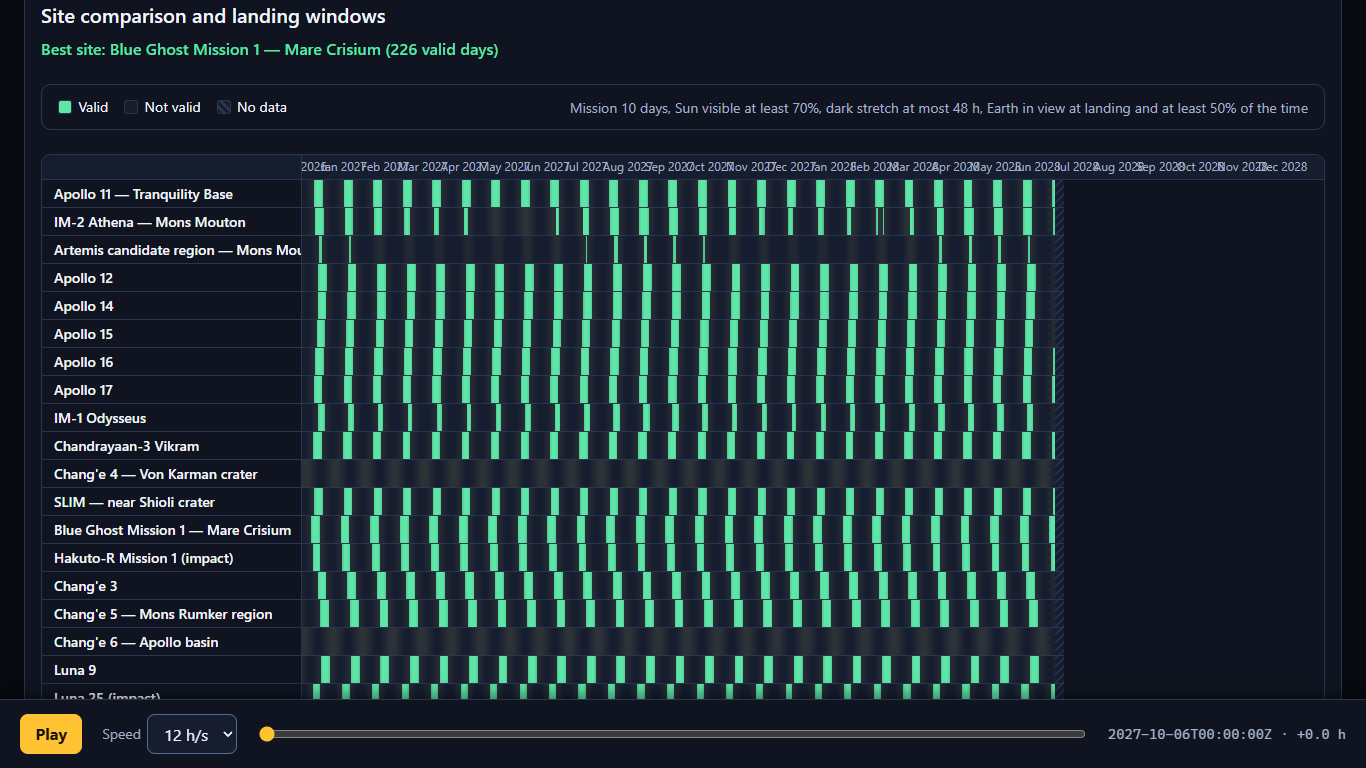 Site comparison and landing windows
Best site: Blue Ghost Mission 1 — Mare Crisium (226 valid days)
Valid Not valid No data Mission 10 days, Sun visible at least 70%, dark stretch at most 48 h, Earth in view at landing and at least 50% of the time
2026 Jan 2027 Feb 2027 Mar 2027 Apr 2027 May 2027 Jun 2027 Jul 2027 Aug 2027 Sep 2027 Oct 2027 Nov 2027 Dec 2027 Jan 2028 Feb 2028 Mar 2028 Apr 2028 May 2028 Jun 2028 Jul 2028 Aug 2028 Sep 2028 Oct 2028 Nov 2028 Dec 2028
Apollo 11 — Tranquility Base
IM-2 Athena — Mons Mouton
Artemis candidate region — Mons Mou
Apollo 12
Apollo 14
Apollo 15
Apollo 16
Apollo 17
IM-1 Odysseus
Chandrayaan-3 Vikram
Chang'e 4 — Von Karman crater
SLIM — near Shioli crater
Blue Ghost Mission 1 — Mare Crisium
Hakuto-R Mission 1 (impact)
Chang'e 3
Chang'e 5 — Mons Rumker region
Chang'e 6 — Apollo basin
Luna 9
Luna 25 (impact)
Play Speed 12 h/s 2027-10-06T00:00:00Z · +0.0 h